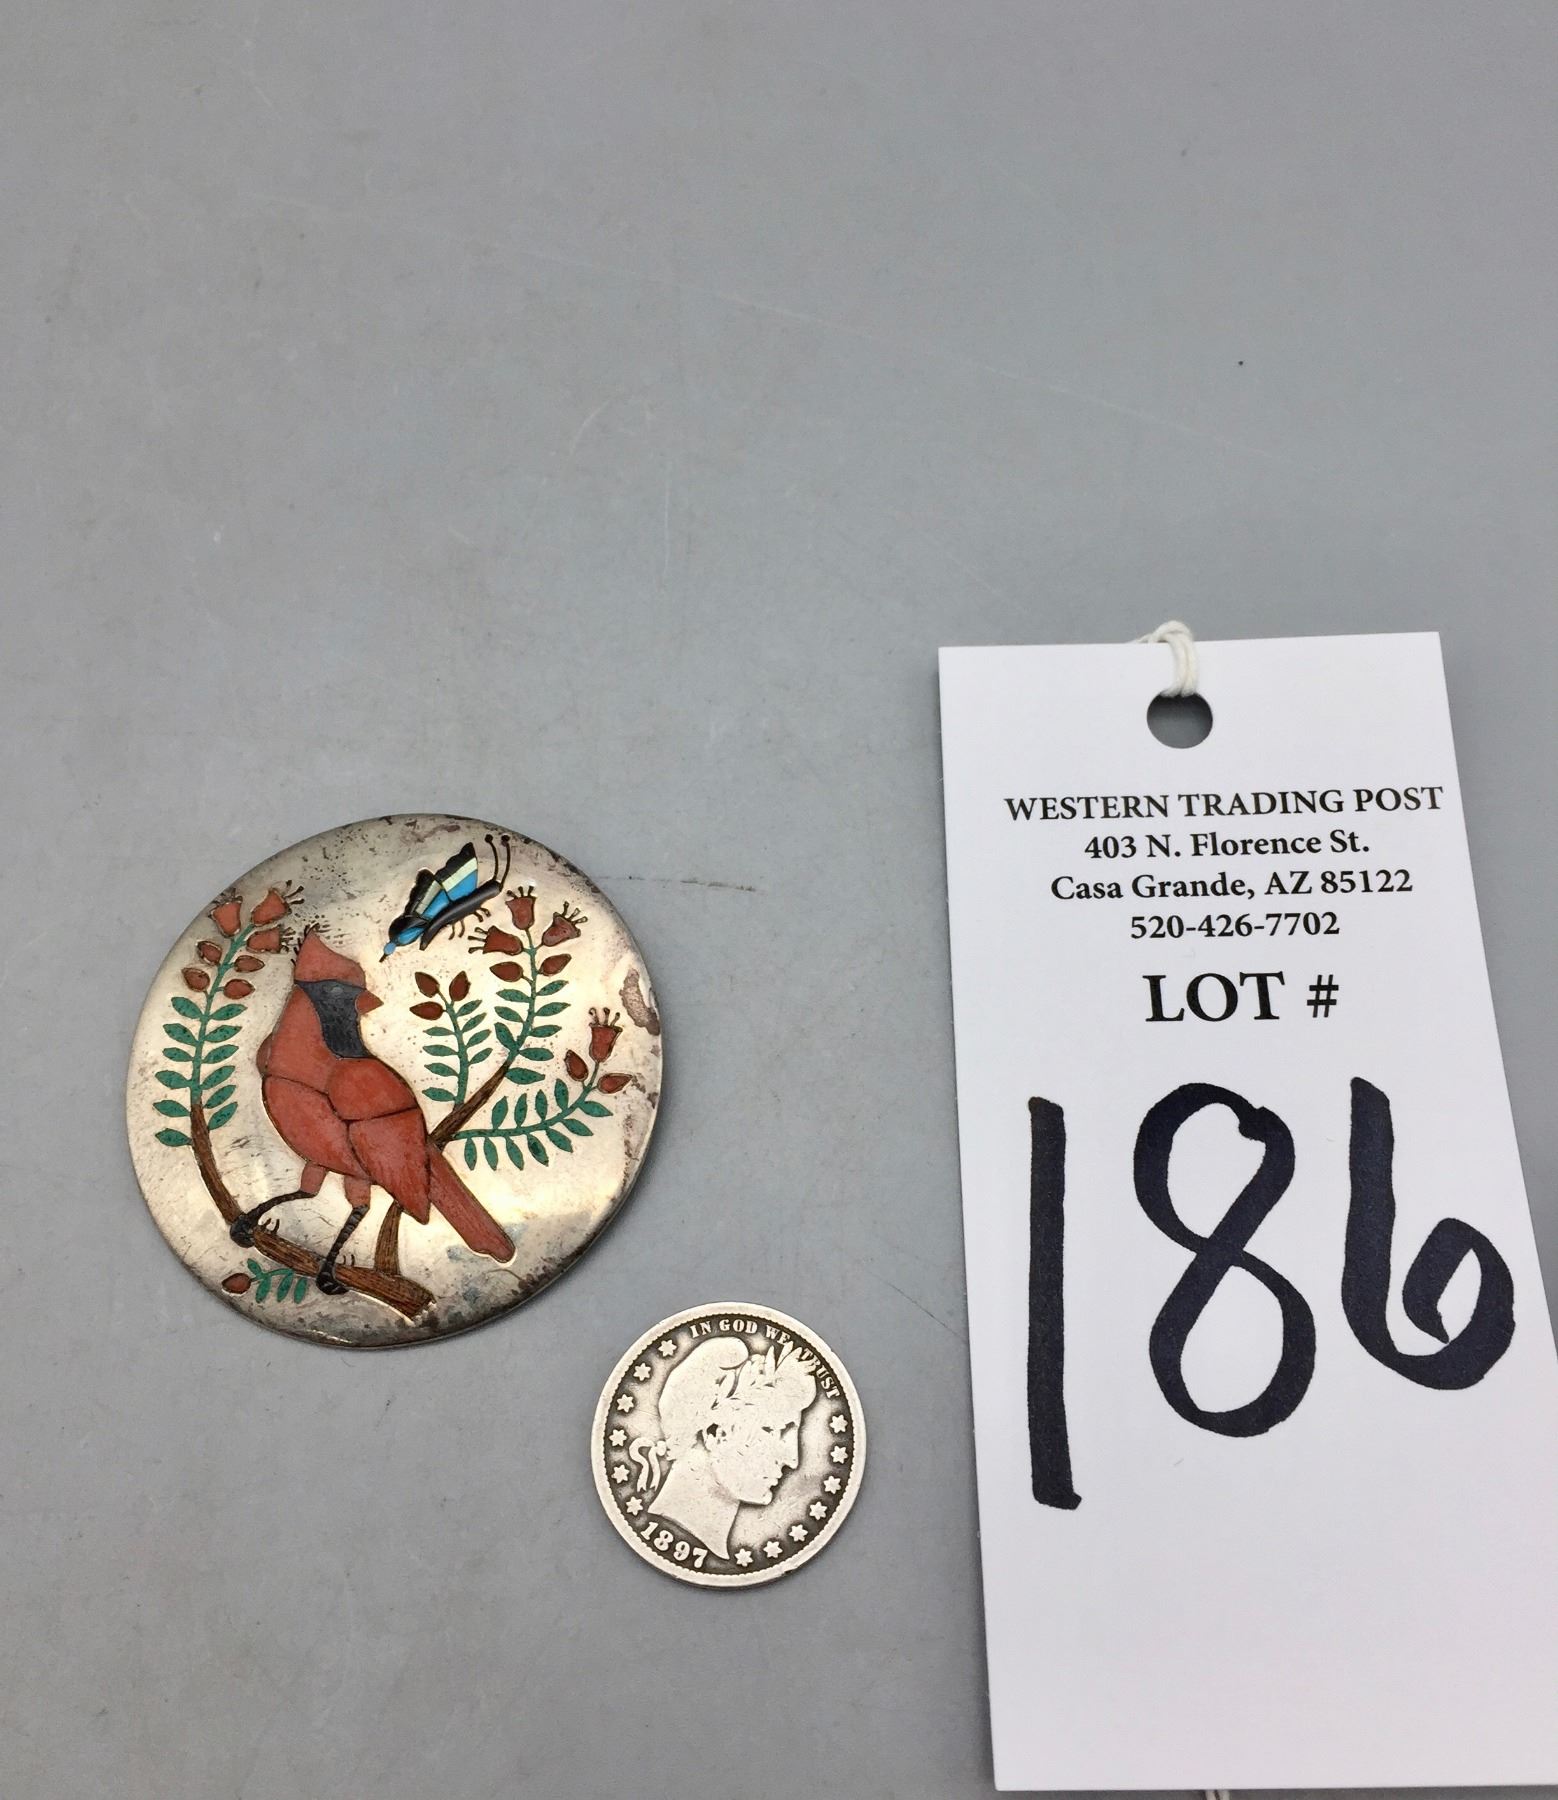 WESTERN TRADING POST
403 N. Florence St.
Casa Grande, AZ 85122
520-426-7702
LOT #
186
IN GOD WE TRUST
1897